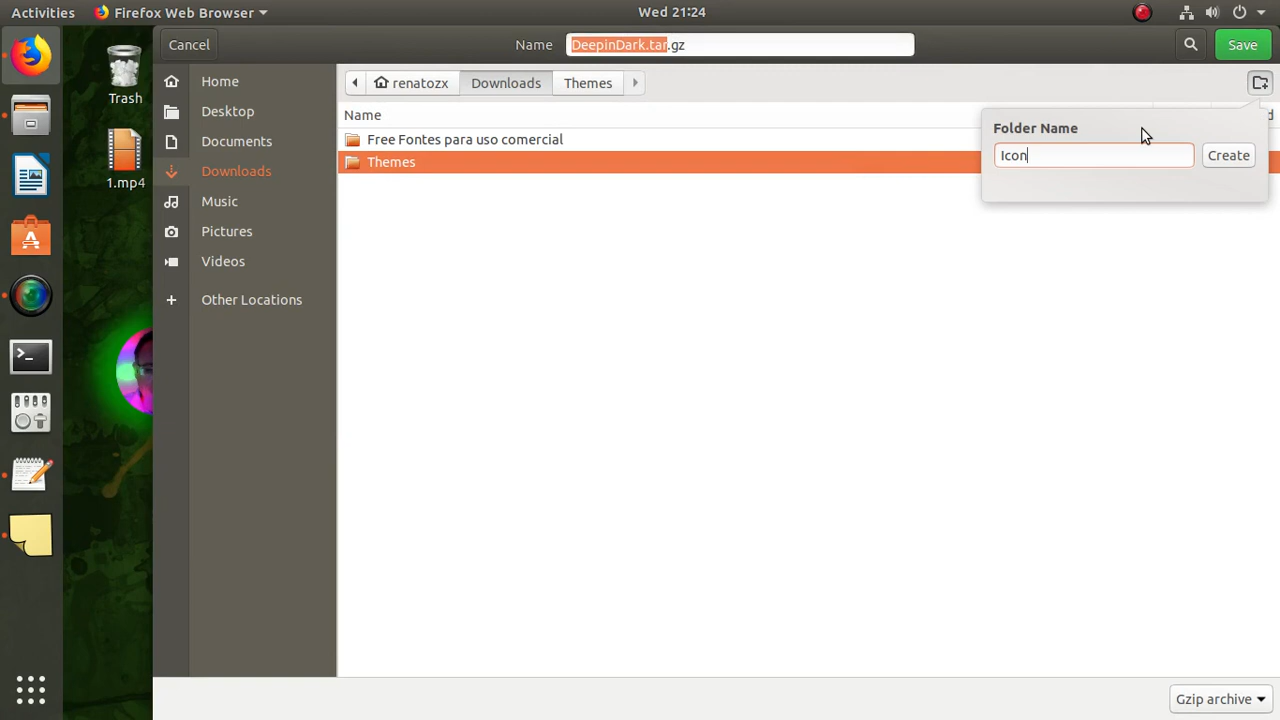 Activities
Firefox Web Browser
Wed 21:24
Trash
1.mp4
Cancel
Name
DeepinDark.tar.gz
Save
Home
Desktop
Documents
Downloads
Music
Pictures
Videos
Other Locations
renatozx
Downloads
Themes
Name
Free Fontes para uso comercial
Themes
Folder Name
Icon
Create
Gzip archive